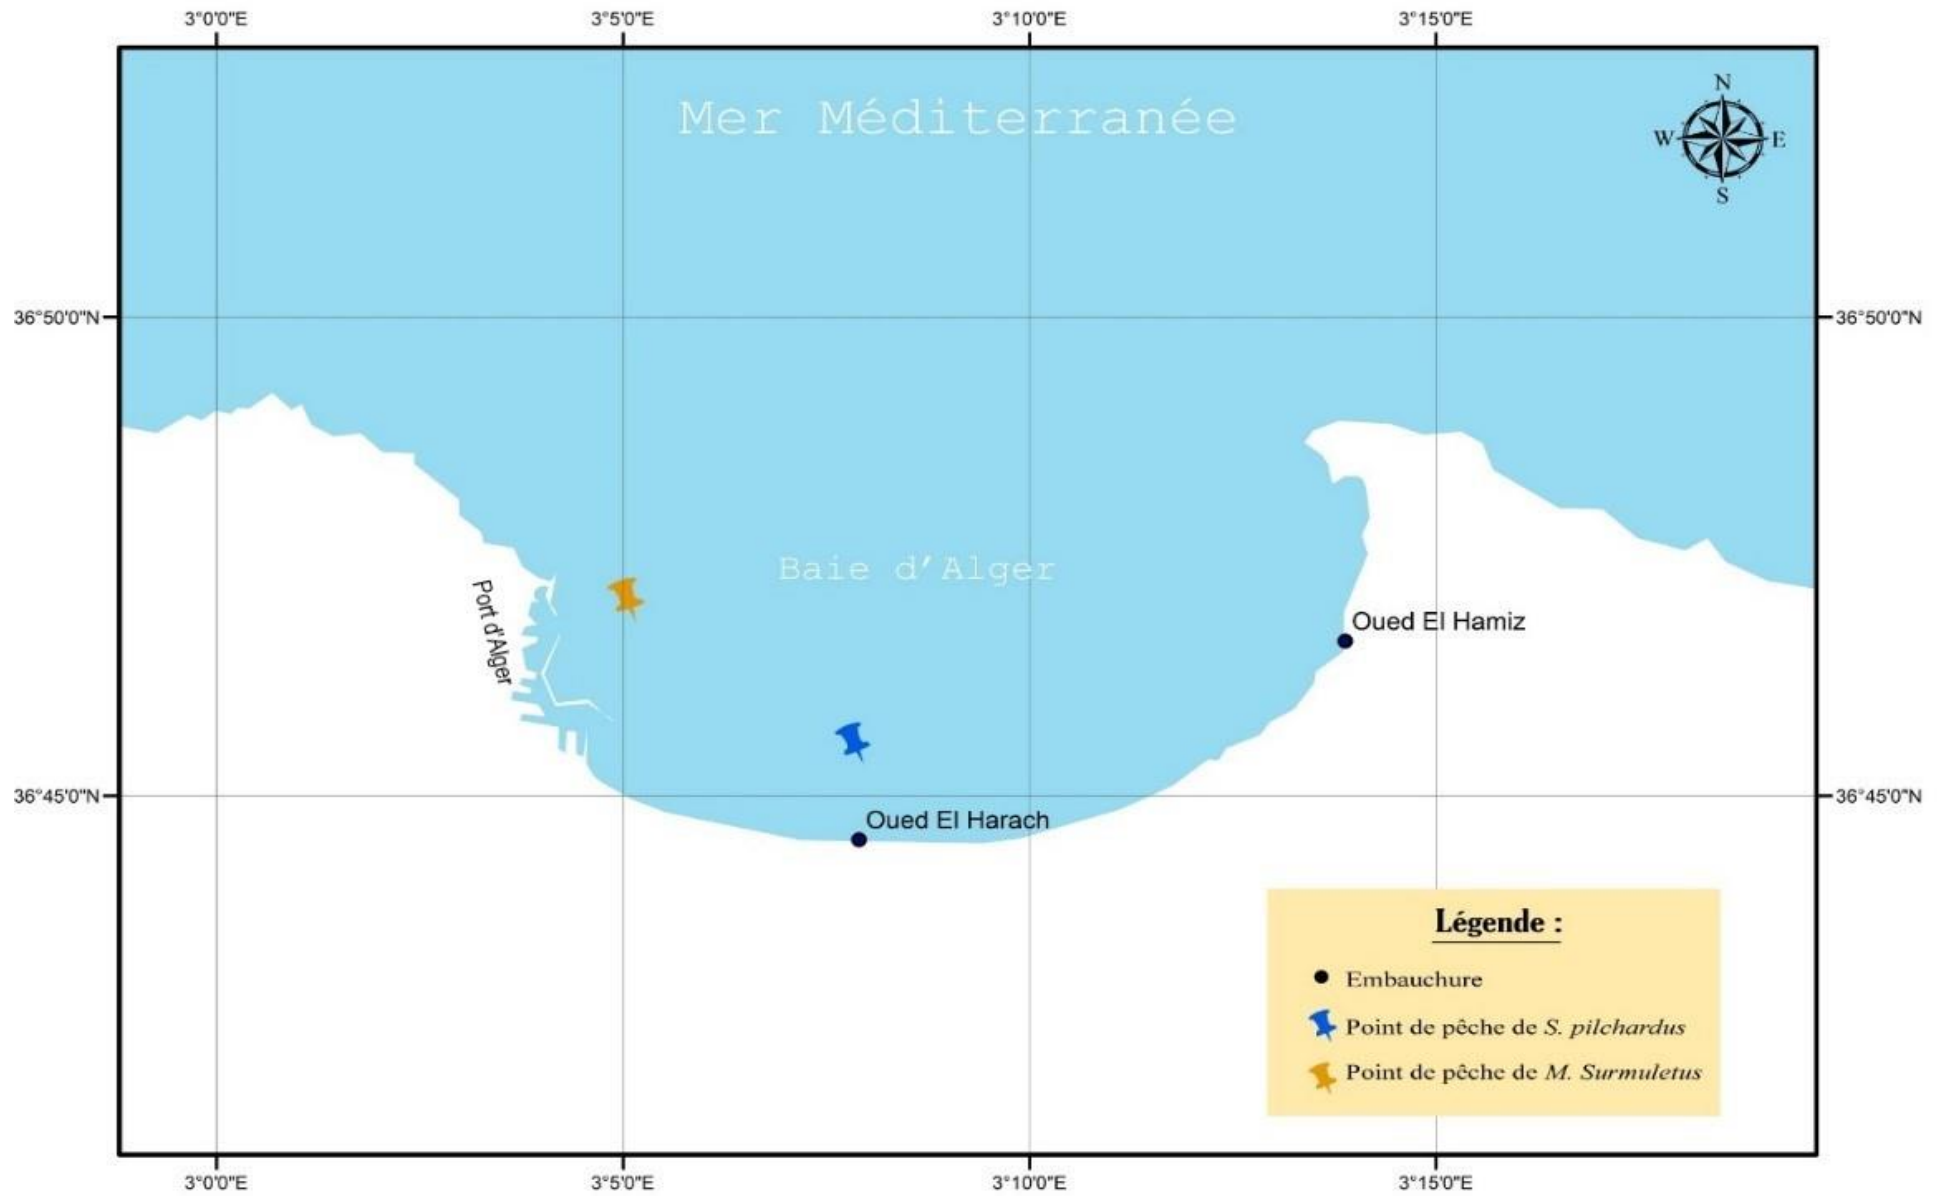 3°0'0"E 3°5'0"E 3°10'0"E 3°15'0"E
Mer Méditerranée
N
W E
S
36°50'0"N 36°50'0"N
Baie d'Alger
Port d'Alger
Oued El Hamiz
36°45'0"N 36°45'0"N
Oued El Harach
Légende :
Embauchure
Point de pêche de S. pilchardus
Point de pêche de M. Surmuletus
3°0'0"E 3°5'0"E 3°10'0"E 3°15'0"E